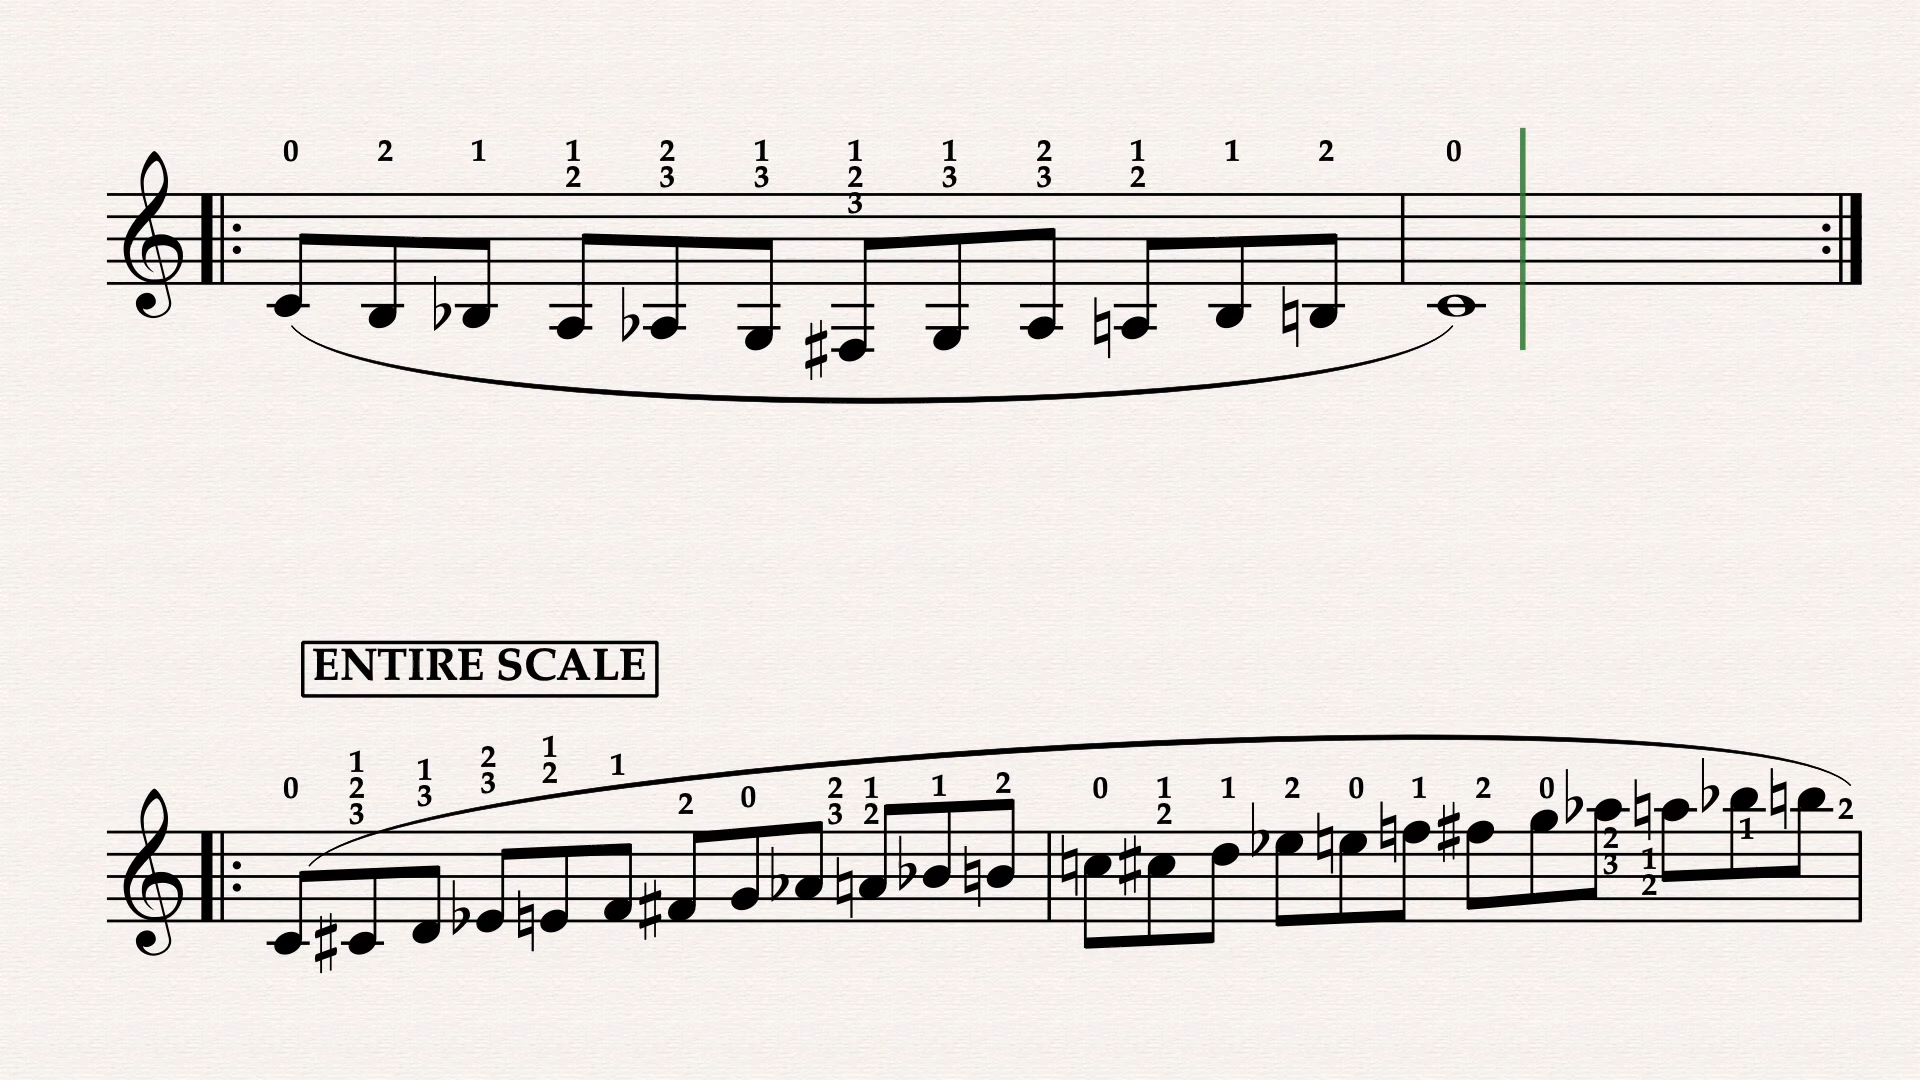 0 2 1 1 2 1 1 1 2 1 1 2 0
2 3 3 2 3 3 2
3
ENTIRE SCALE
0 1 1 2 1 1 2 0 2 1 1 2 0 1 1 2 0 1 2 0 2 1 1 2
2 3 3 2 3 2 2 3 2
3